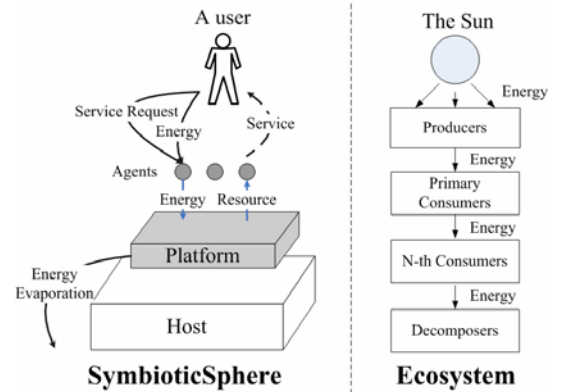 A user
Service Request
Energy
Service
Agents
Energy
Resource
Platform
Energy
Evaporation
Host
SymbioticSphere
The Sun
Energy
Producers
Energy
Primary
Consumers
Energy
N-th Consumers
Energy
Decomposers
Ecosystem